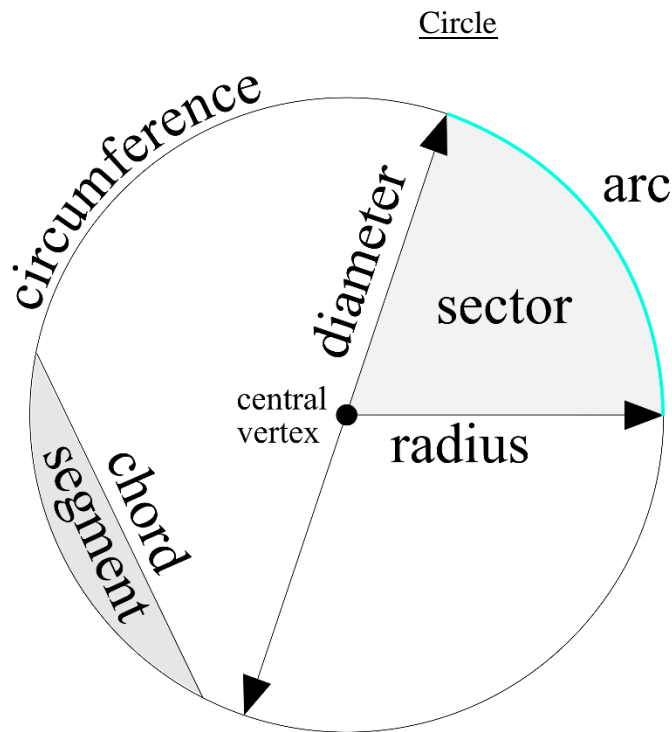 Circle
circumference
arc
diameter
sector
central
vertex
radius
chord
segment